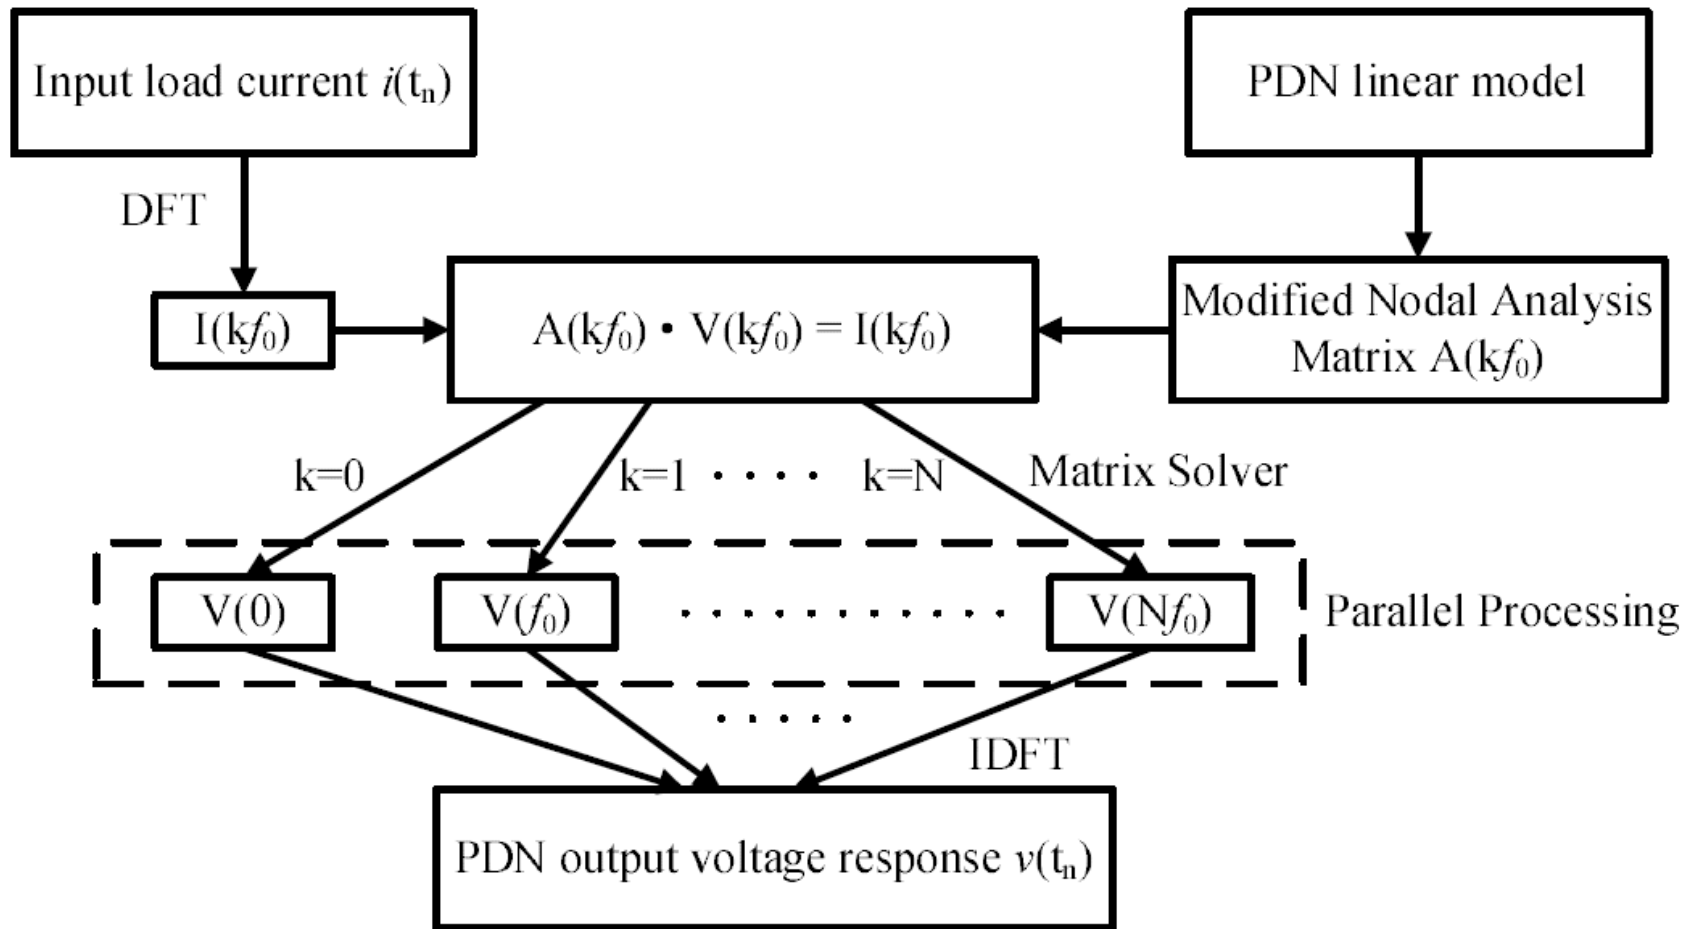 Input load current i(tₙ)
PDN linear model
DFT
I(kf₀)
A(kf₀) • V(kf₀) = I(kf₀)
Modified Nodal Analysis
Matrix A(kf₀)
k=0
k=1 · · · · k=N
Matrix Solver
V(0)
V(f₀)
· · · · · · · · · · ·
V(Nf₀)
Parallel Processing
· · · · ·
IDFT
PDN output voltage response v(tₙ)